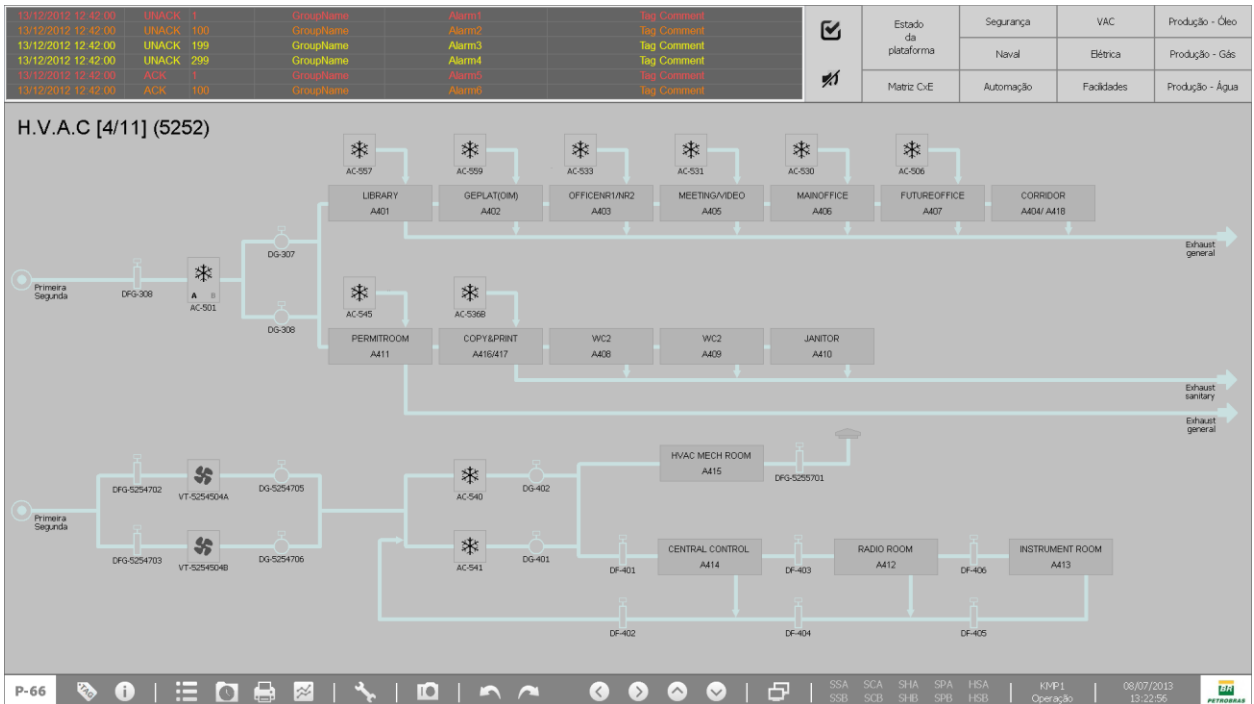 13/12/2012 12:42:00 UNACK 1 GroupName Alarm1 Tag Comment
13/12/2012 12:42:00 UNACK 100 GroupName Alarm2 Tag Comment
13/12/2012 12:42:00 UNACK 199 GroupName Alarm3 Tag Comment
13/12/2012 12:42:00 UNACK 299 GroupName Alarm4 Tag Comment
13/12/2012 12:42:00 ACK 1 GroupName Alarm5 Tag Comment
13/12/2012 12:42:00 ACK 100 GroupName Alarm6 Tag Comment
Estado
da
plataforma
Segurança
VAC
Produção - Óleo
Naval
Elétrica
Produção - Gás
Matriz CxE
Automação
Facilidades
Produção - Água
H.V.A.C [4/11] (5252)
AC-557
AC-559
AC-533
AC-531
AC-530
AC-506
LIBRARY
A401
GEPLAT(OIM)
A402
OFFICENR1/NR2
A403
MEETING/VIDEO
A405
MAINOFFICE
A406
FUTUREOFFICE
A407
CORRIDOR
A404/ A418
Exhaust
general
DG-307
Primeira
Segunda
DFG-308
A B
AC-501
DG-308
AC-545
AC-536B
PERMITROOM
A411
COPY&PRINT
A416/417
WC2
A408
WC2
A409
JANITOR
A410
Exhaust
sanitary
Exhaust
general
HVAC MECH ROOM
A415
DFG-5255701
DFG-5254702
VT-5254504A
DG-5254705
AC-540
DG-402
Primeira
Segunda
DFG-5254703
VT-5254504B
DG-5254706
AC-541
DG-401
DF-401
CENTRAL CONTROL
A414
DF-403
RADIO ROOM
A412
DF-406
INSTRUMENT ROOM
A413
DF-402
DF-404
DF-405
P-66
TAG
SSA SCA SHA SPA HSA
SSB SCB SHB SPB HSB
KMP1
Operação
08/07/2013
13:22:56
BR
PETROBRAS